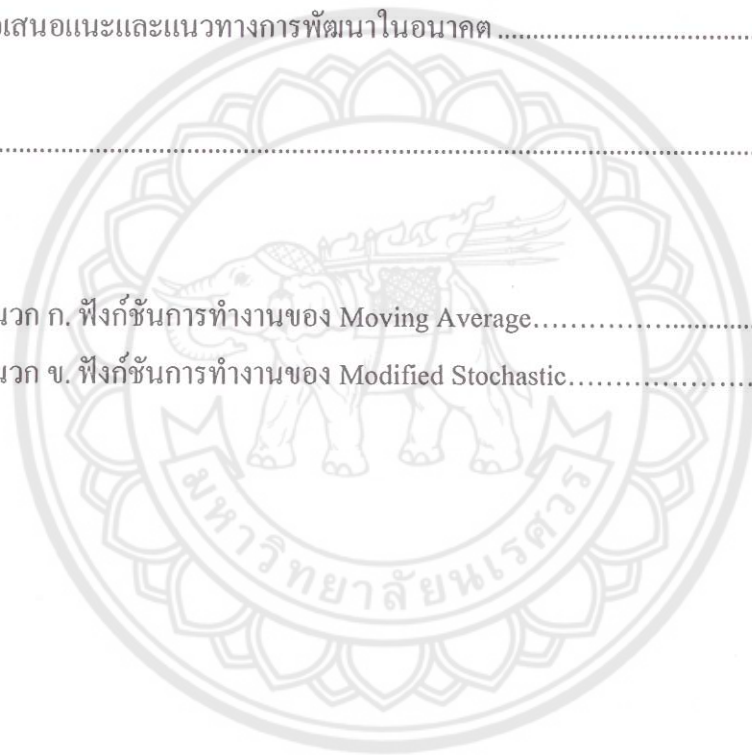 เสนอแนะและแนวทางการพัฒนาในอนาคต ................................
................................................................
นวก ก. ฟังก์ชันการทำงานของ Moving Average................................
นวก ข. ฟังก์ชันการทำงานของ Modified Stochastic......................
มหาวิทยาลัยนเรศวร